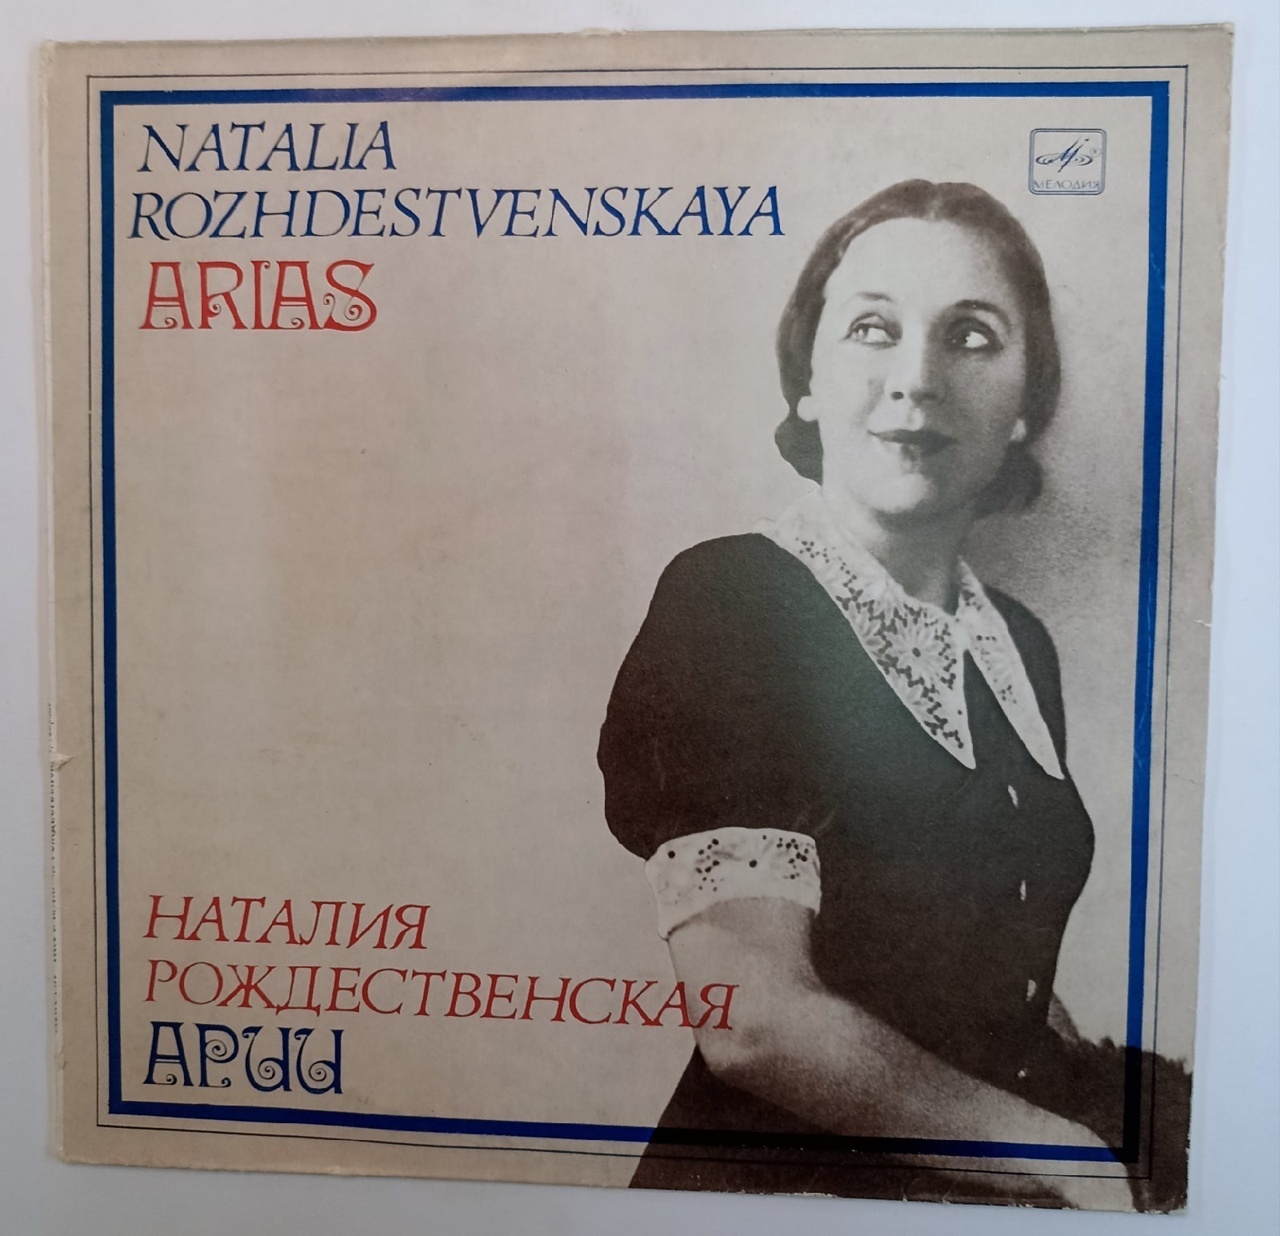 NATALIA
ROZHDESTVENSKAYA
ARIAS
МЕЛОДИЯ
НАТАЛИЯ
РОЖДЕСТВЕНСКАЯ
АРИИ